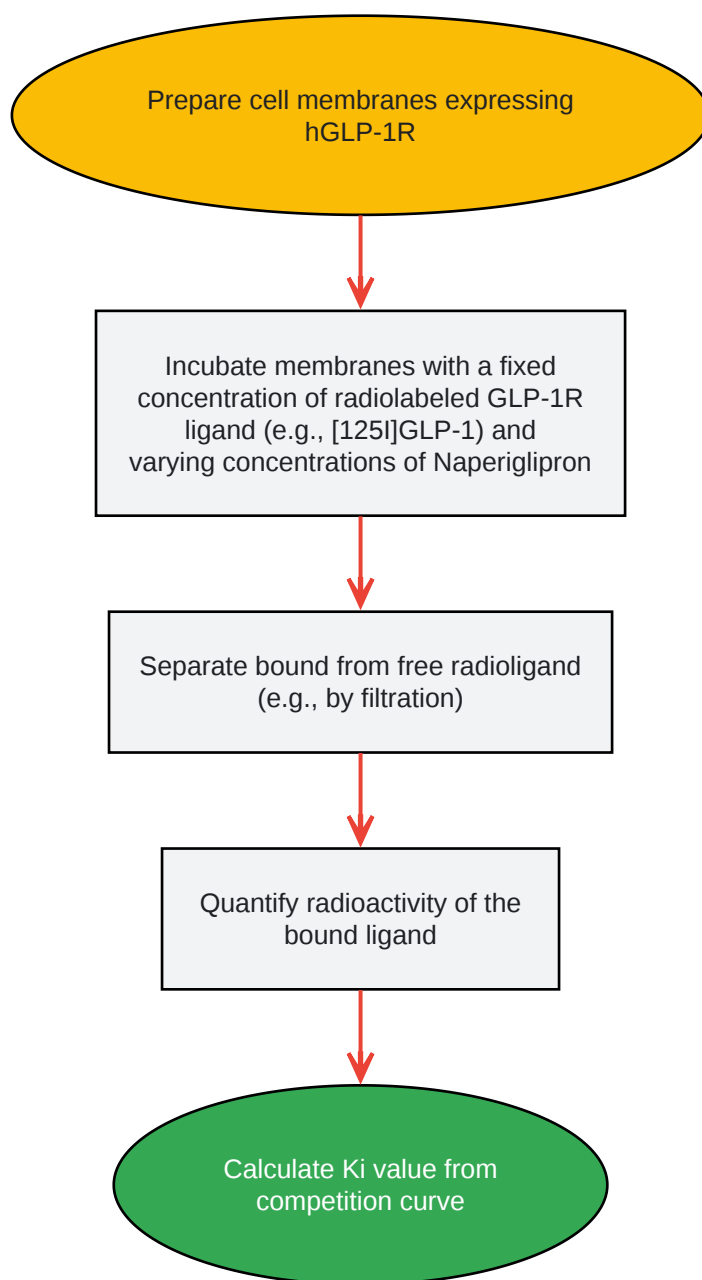 Prepare cell membranes expressing
hGLP-1R
Incubate membranes with a fixed
concentration of radiolabeled GLP-1R
ligand (e.g., [125I]GLP-1) and
varying concentrations of Naperiglipron
Separate bound from free radioligand
(e.g., by filtration)
Quantify radioactivity of the
bound ligand
Calculate Ki value from
competition curve